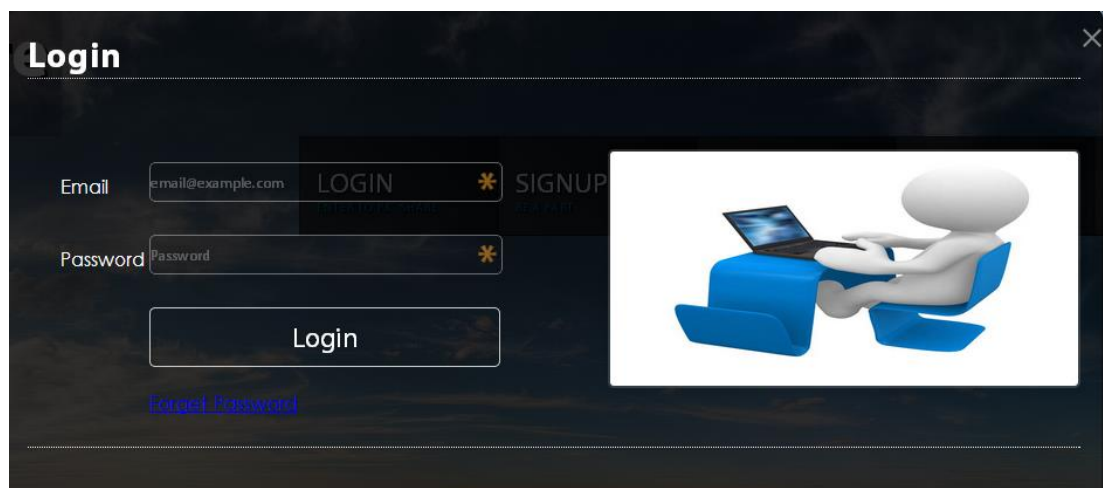 Login
Email
email@example.com
LOGIN
SIGNUP
Password
Password
Login
Forget Password